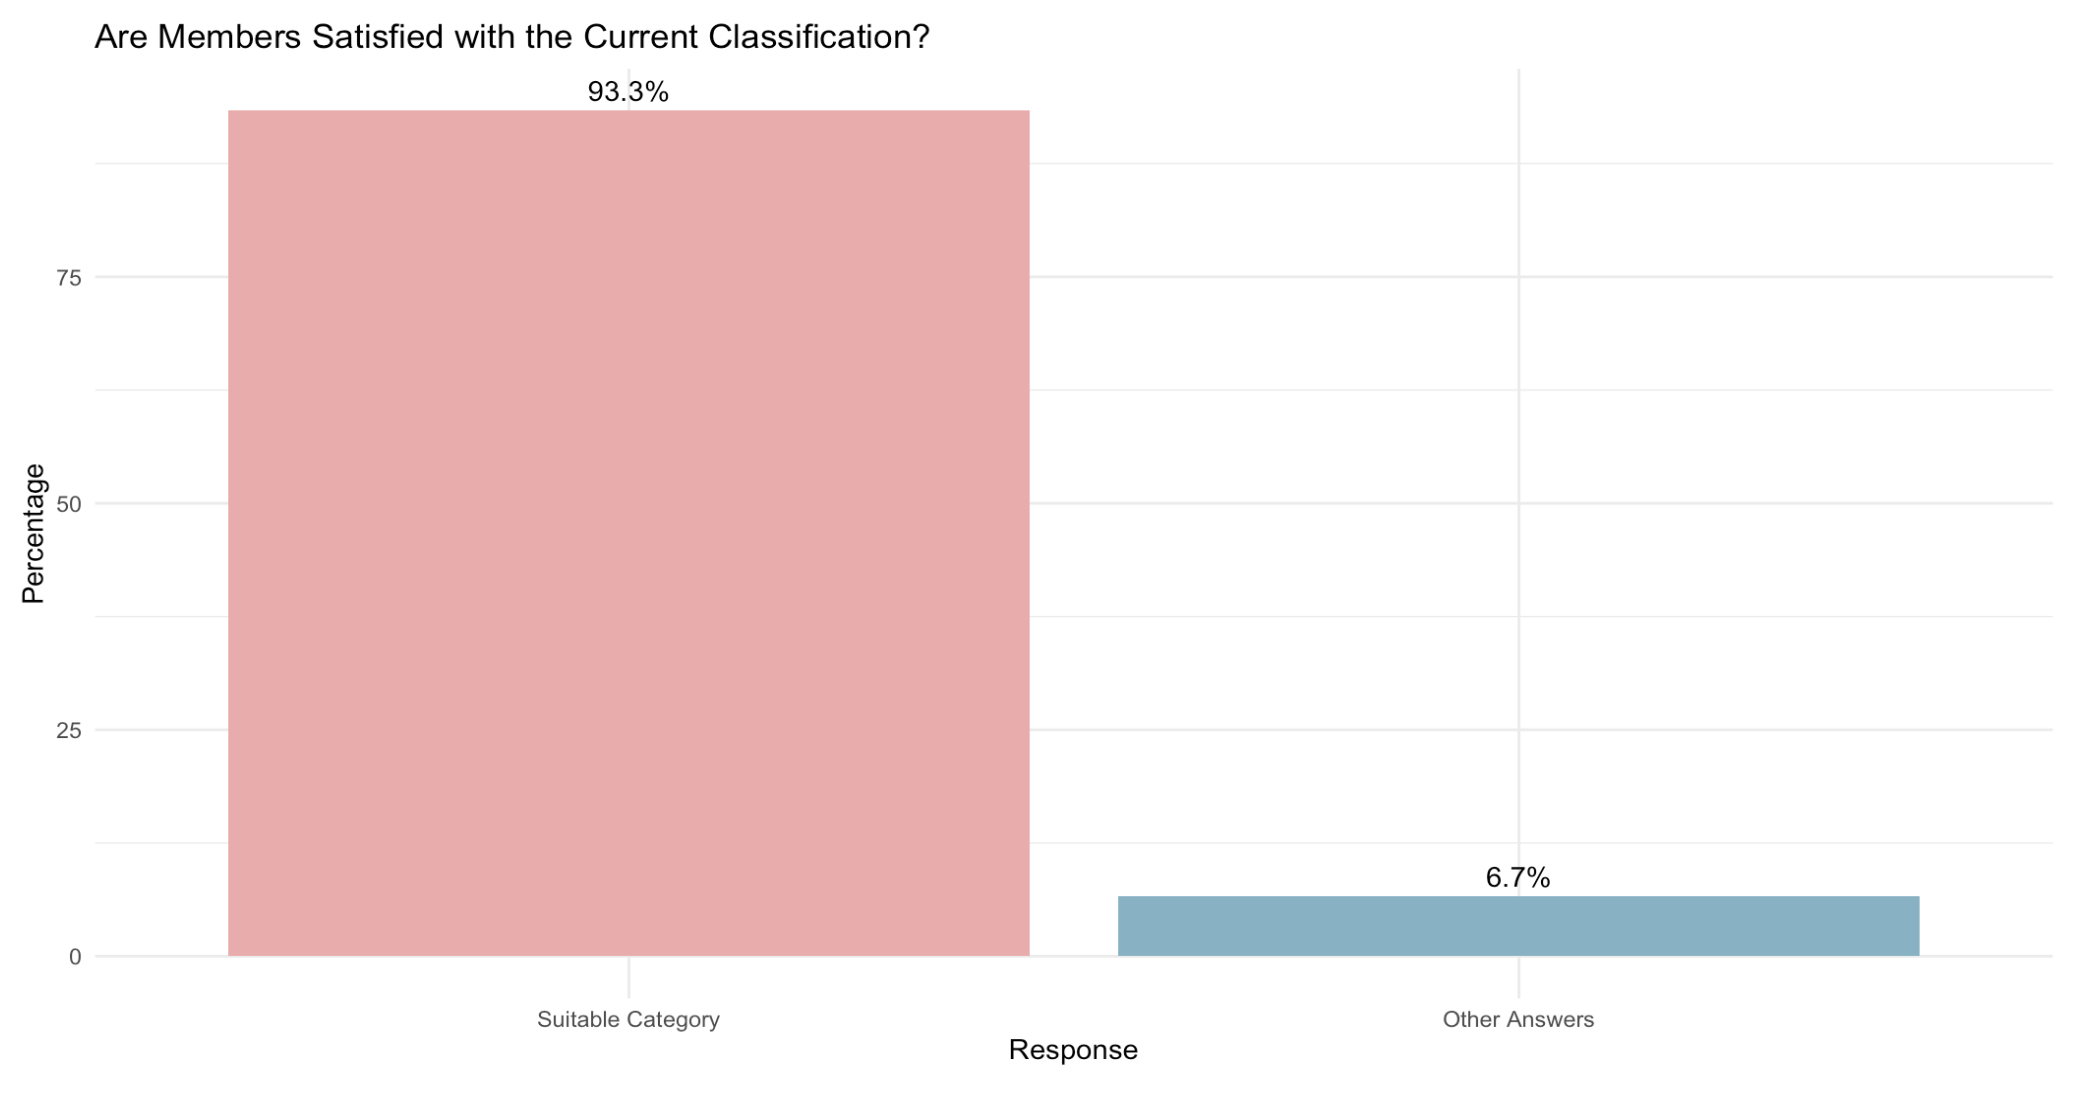 Are Members Satisfied with the Current Classification?
93.3%
75
50
25
0
6.7%
Percentage
Suitable Category
Other Answers
Response